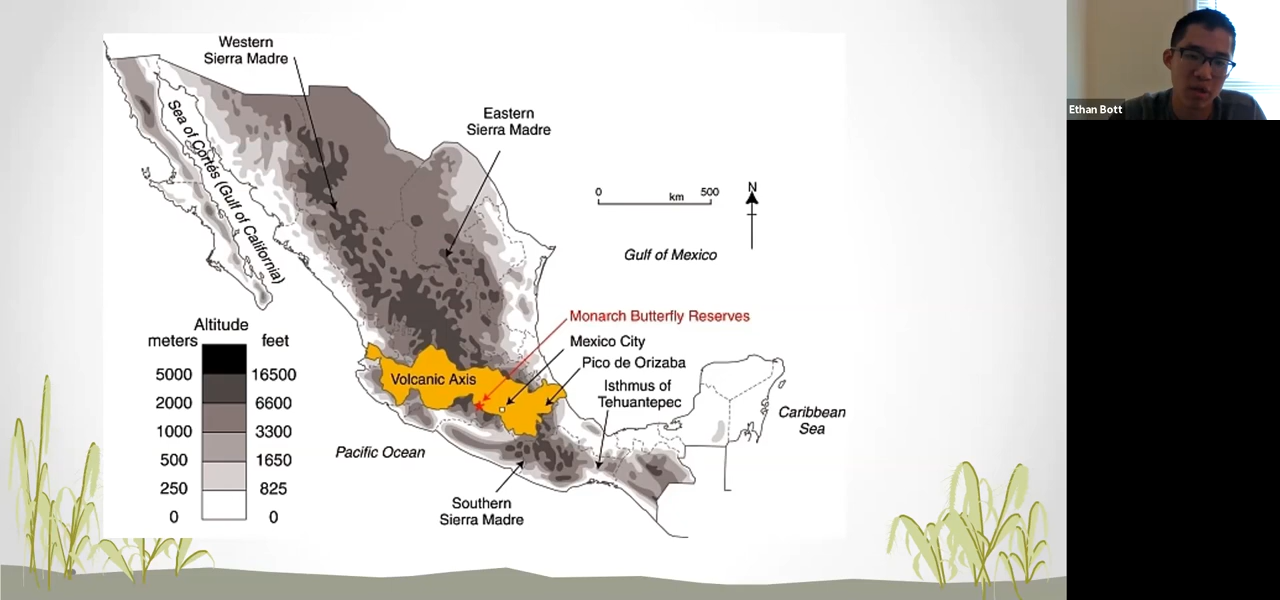 Western
Sierra Madre
Eastern
Sierra Madre
Sea of Cortés (Gulf of California)
0 500
km
N
Gulf of Mexico
Monarch Butterfly Reserves
Mexico City
Pico de Orizaba
Isthmus of
Tehuantepec
Volcanic Axis
Caribbean
Sea
Pacific Ocean
Southern
Sierra Madre
Altitude
meters feet
5000 16500
2000 6600
1000 3300
500 1650
250 825
0 0
Ethan Bott